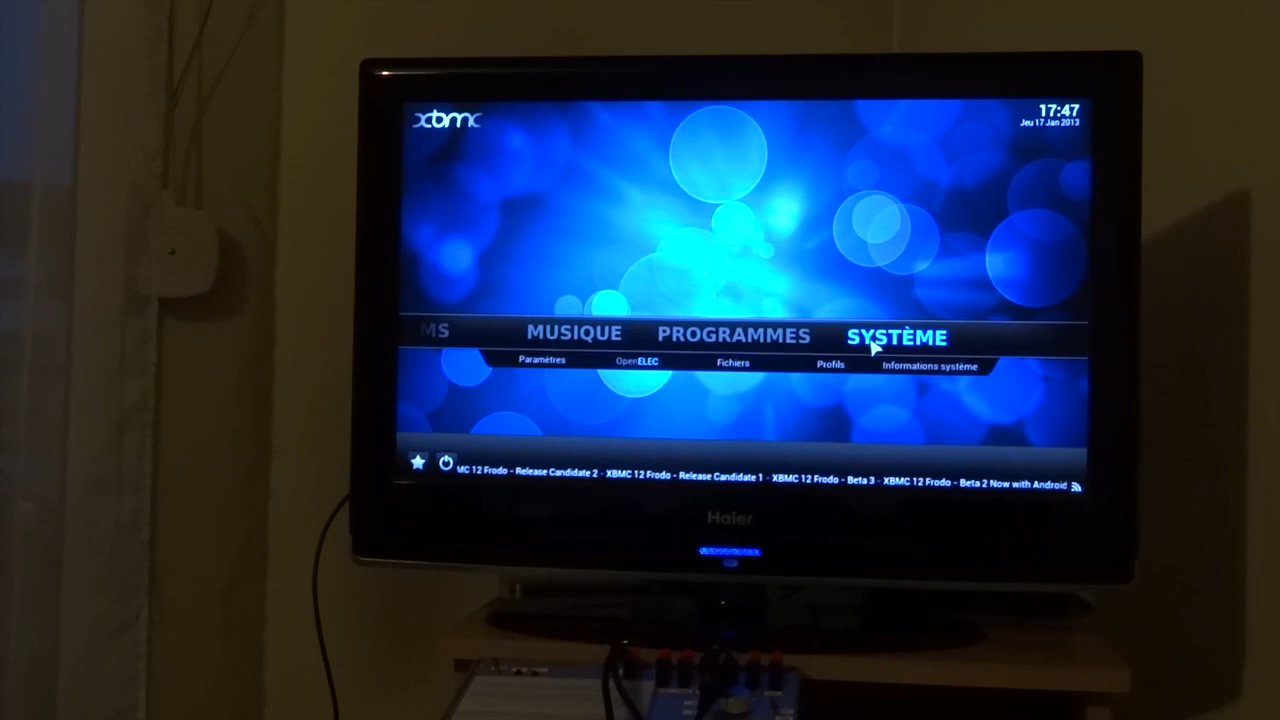 xbmc
17:47
Jeu 17 Jan 2013
MS MUSIQUE PROGRAMMES SYSTÈME
Paramètres OpenELEC Fichiers Profils Informations système
MC 12 Frodo - Release Candidate 2 - XBMC 12 Frodo - Release Candidate 1 - XBMC 12 Frodo - Beta 3 - XBMC 12 Frodo - Beta 2 Now with Android
Haier